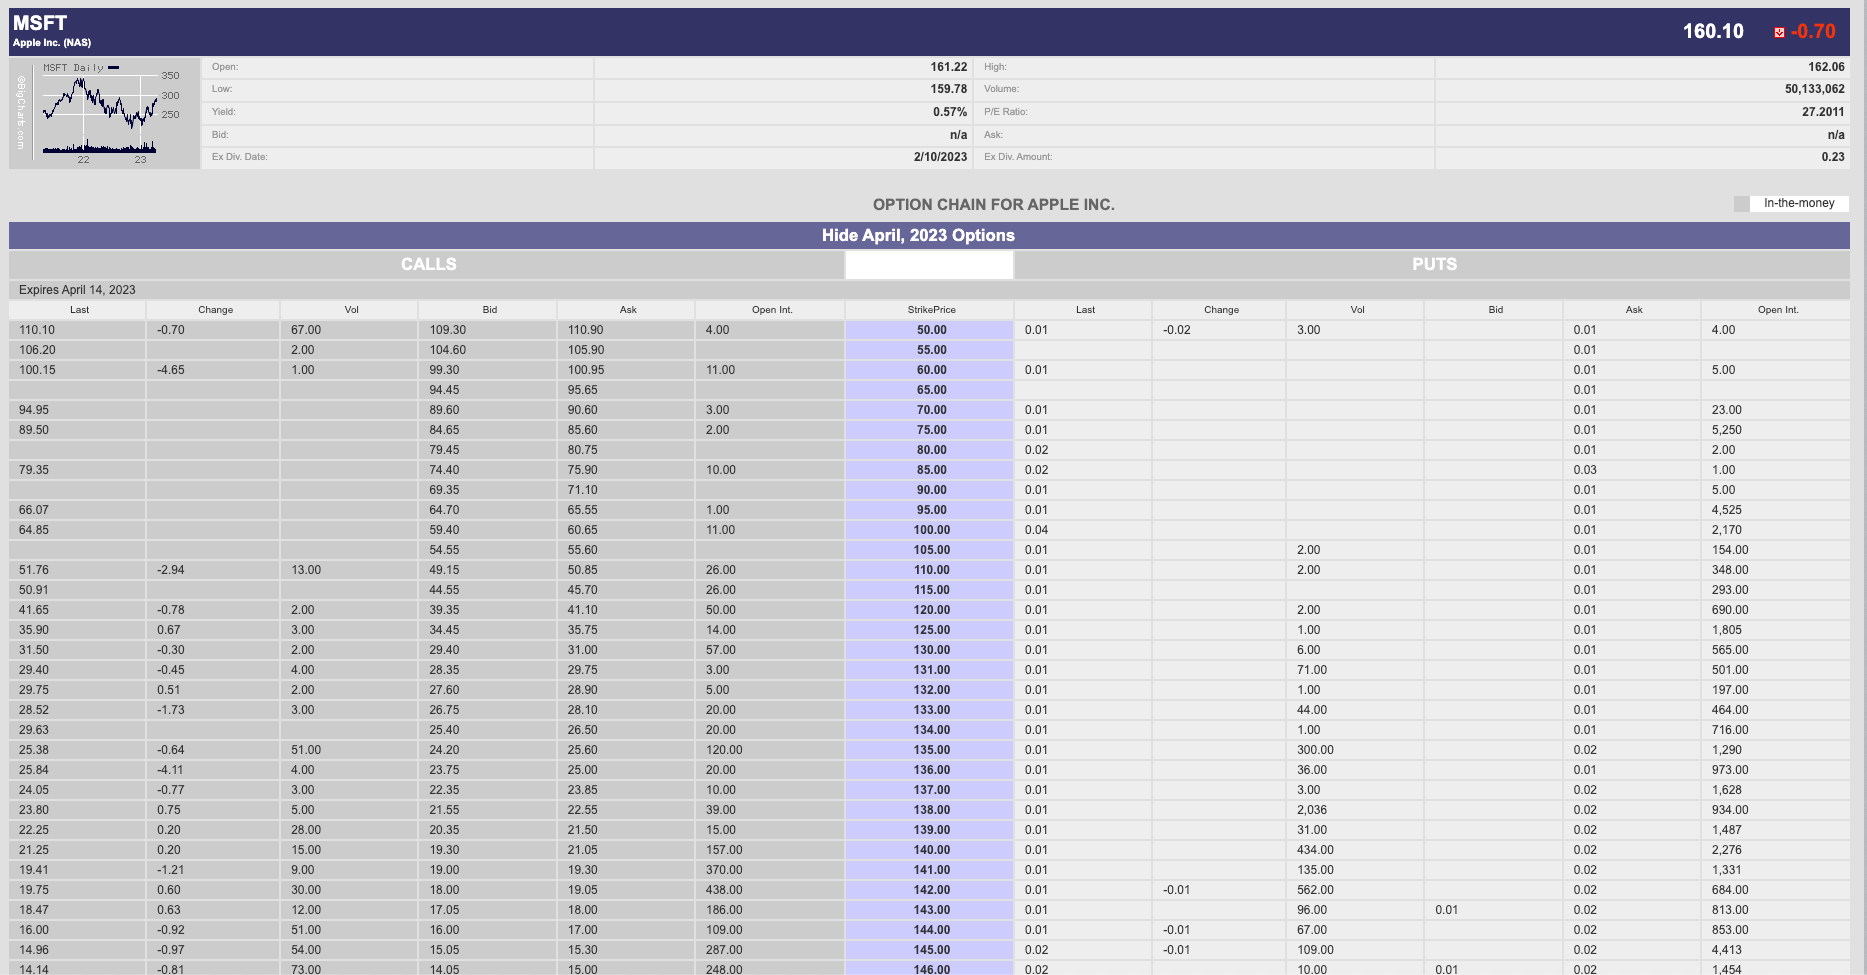 MSFT
Apple Inc. (NAS)
160.10 -0.70
@BigCharts.com
MSFT Daily
350
300
250
22 23
Open: 161.22 High: 162.06
Low: 159.78 Volume: 50,133,062
Yield: 0.57% P/E Ratio: 27.2011
Bid: n/a Ask: n/a
Ex Div. Date: 2/10/2023 Ex Div. Amount: 0.23
OPTION CHAIN FOR APPLE INC.
In-the-money
Hide April, 2023 Options
CALLS PUTS
Expires April 14, 2023
Last Change Vol Bid Ask Open Int. StrikePrice Last Change Vol Bid Ask Open Int.
110.10 -0.70 67.00 109.30 110.90 4.00 50.00 0.01 -0.02 3.00 0.01 4.00
106.20 2.00 104.60 105.90 55.00 0.01
100.15 -4.65 1.00 99.30 100.95 11.00 60.00 0.01 0.01 5.00
94.45 95.65 65.00 0.01
94.95 89.60 90.60 3.00 70.00 0.01 0.01 23.00
89.50 84.65 85.60 2.00 75.00 0.01 0.01 5,250
79.45 80.75 80.00 0.02 0.01 2.00
79.35 74.40 75.90 10.00 85.00 0.02 0.03 1.00
69.35 71.10 90.00 0.01 0.01 5.00
66.07 64.70 65.55 1.00 95.00 0.01 0.01 4,525
64.85 59.40 60.65 11.00 100.00 0.04 0.01 2,170
54.55 55.60 105.00 0.01 2.00 0.01 154.00
51.76 -2.94 13.00 49.15 50.85 26.00 110.00 0.01 2.00 0.01 348.00
50.91 44.55 45.70 26.00 115.00 0.01 0.01 293.00
41.65 -0.78 2.00 39.35 41.10 50.00 120.00 0.01 2.00 0.01 690.00
35.90 0.67 3.00 34.45 35.75 14.00 125.00 0.01 1.00 0.01 1,805
31.50 -0.30 2.00 29.40 31.00 57.00 130.00 0.01 6.00 0.01 565.00
29.40 -0.45 4.00 28.35 29.75 3.00 131.00 0.01 71.00 0.01 501.00
29.75 0.51 2.00 27.60 28.90 5.00 132.00 0.01 1.00 0.01 197.00
28.52 -1.73 3.00 26.75 28.10 20.00 133.00 0.01 44.00 0.01 464.00
29.63 25.40 26.50 20.00 134.00 0.01 1.00 0.01 716.00
25.38 -0.64 51.00 24.20 25.60 120.00 135.00 0.01 300.00 0.02 1,290
25.84 -4.11 4.00 23.75 25.00 20.00 136.00 0.01 36.00 0.01 973.00
24.05 -0.77 3.00 22.35 23.85 10.00 137.00 0.01 3.00 0.02 1,628
23.80 0.75 5.00 21.55 22.55 39.00 138.00 0.01 2,036 0.02 934.00
22.25 0.20 28.00 20.35 21.50 15.00 139.00 0.01 31.00 0.02 1,487
21.25 0.20 15.00 19.30 21.05 157.00 140.00 0.01 434.00 0.02 2,276
19.41 -1.21 9.00 19.00 19.30 370.00 141.00 0.01 135.00 0.02 1,331
19.75 0.60 30.00 18.00 19.05 438.00 142.00 0.01 -0.01 562.00 0.02 684.00
18.47 0.63 12.00 17.05 18.00 186.00 143.00 0.01 96.00 0.01 0.02 813.00
16.00 -0.92 51.00 16.00 17.00 109.00 144.00 0.01 -0.01 67.00 0.02 853.00
14.96 -0.97 54.00 15.05 15.30 287.00 145.00 0.02 -0.01 109.00 0.02 4,413
14.14 -0.81 73.00 14.05 15.00 248.00 146.00 0.02 10.00 0.01 0.02 1,454